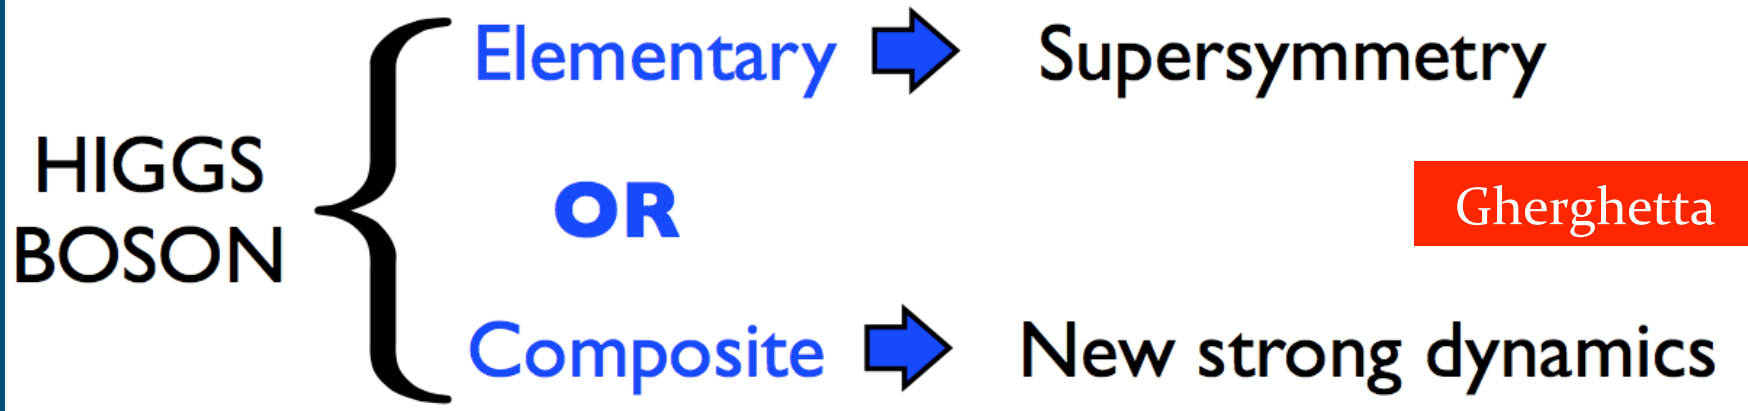 HIGGS
BOSON
Elementary
Supersymmetry
OR
Gherghetta
Composite
New strong dynamics